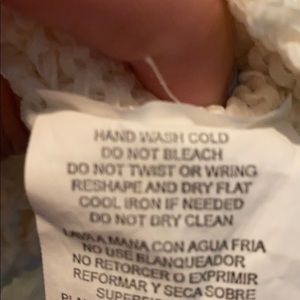 HAND WASH COLD
DO NOT BLEACH
DO NOT TWIST OR WRING
RESHAPE AND DRY FLAT
COOL IRON IF NEEDED
DO NOT DRY CLEAN
LAVA A MANA CON AGUA FRIA
NO USE BLANQUEADOR
NO RETORCER O EXPRIMIR
REFORMAR Y SECA SOBRE